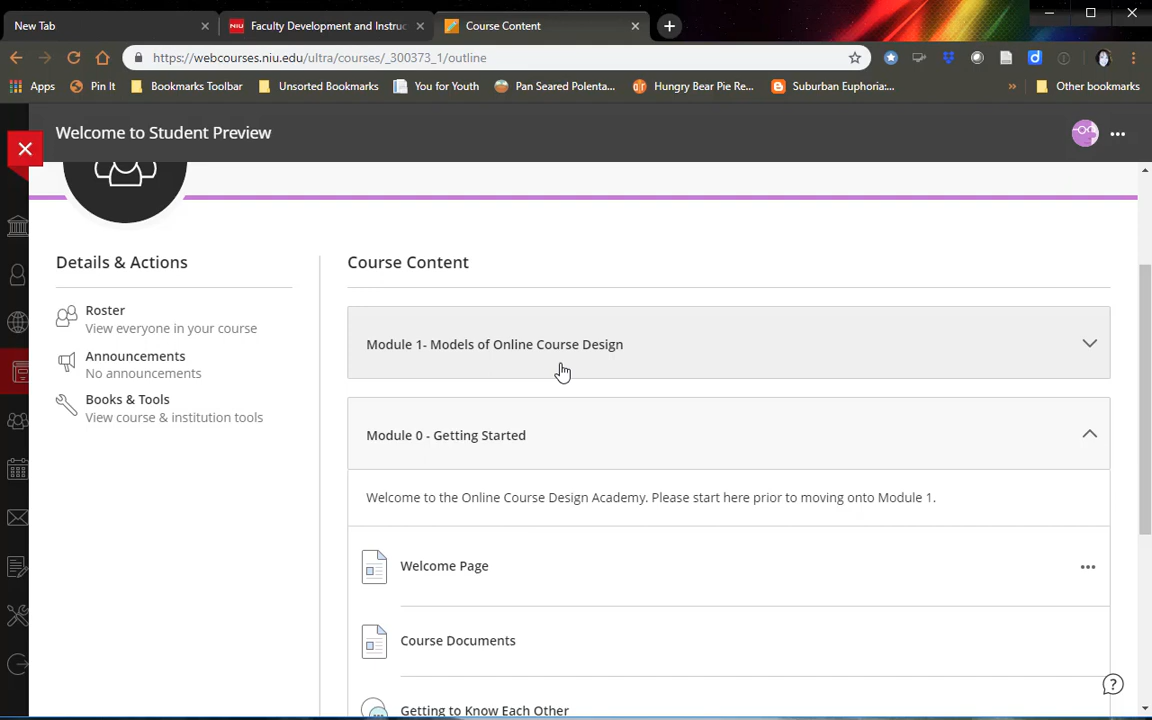 New Tab
NIU Faculty Development and Instruc
Course Content
https://webcourses.niu.edu/ultra/courses/_300373_1/outline
Apps
Pin It
Bookmarks Toolbar
Unsorted Bookmarks
You for Youth
Pan Seared Polenta...
Hungry Bear Pie Re...
Suburban Euphoria:...
Other bookmarks
Welcome to Student Preview
Details & Actions
Roster
View everyone in your course
Announcements
No announcements
Books & Tools
View course & institution tools
Course Content
Module 1- Models of Online Course Design
Module 0 - Getting Started
Welcome to the Online Course Design Academy. Please start here prior to moving onto Module 1.
Welcome Page
Course Documents
Getting to Know Each Other